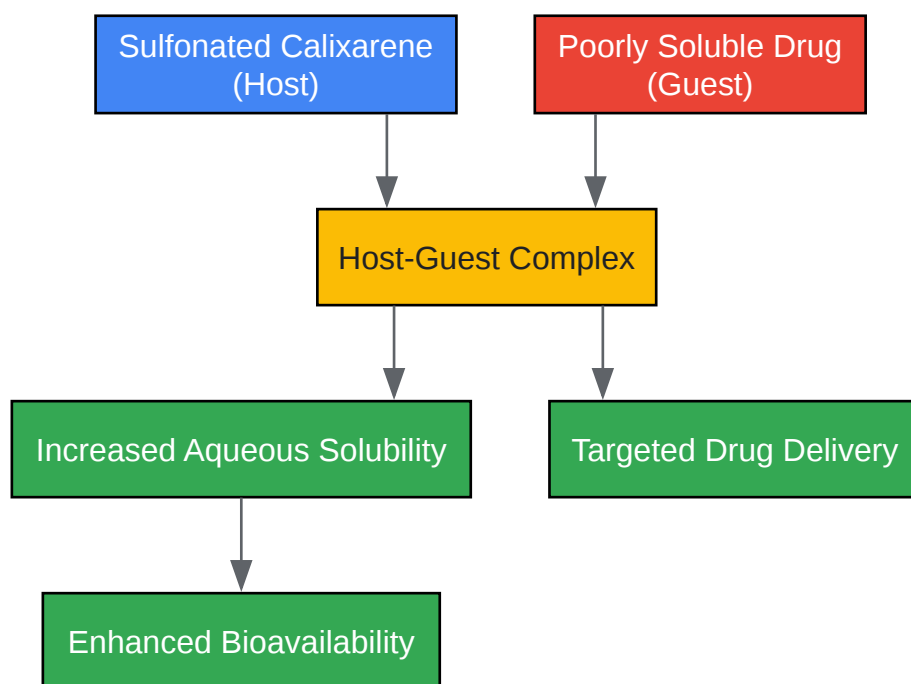 Sulfonated Calixarene
(Host)
Poorly Soluble Drug
(Guest)
Host-Guest Complex
Increased Aqueous Solubility
Targeted Drug Delivery
Enhanced Bioavailability